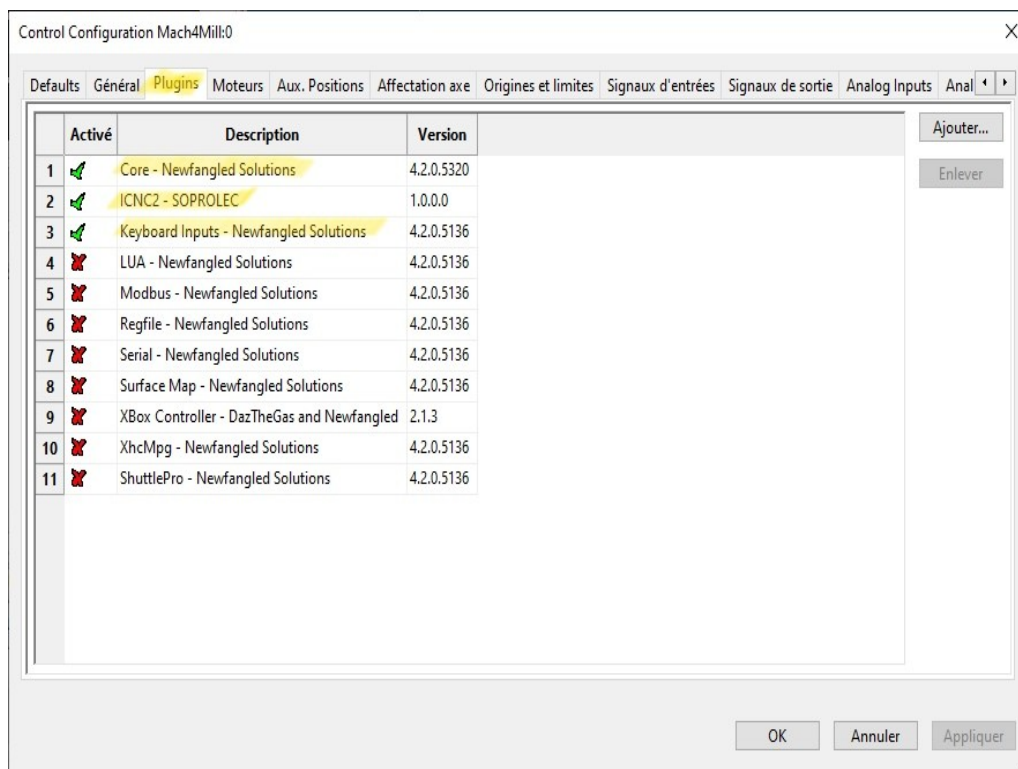 Control Configuration Mach4Mill:0
Defaults Général Plugins Moteurs Aux. Positions Affectation axe Origines et limites Signaux d'entrées Signaux de sortie Analog Inputs Anal
Activé Description Version
1 Core - Newfangled Solutions 4.2.0.5320
2 ICNC2 - SOPROLEC 1.0.0.0
3 Keyboard Inputs - Newfangled Solutions 4.2.0.5136
4 LUA - Newfangled Solutions 4.2.0.5136
5 Modbus - Newfangled Solutions 4.2.0.5136
6 Regfile - Newfangled Solutions 4.2.0.5136
7 Serial - Newfangled Solutions 4.2.0.5136
8 Surface Map - Newfangled Solutions 4.2.0.5136
9 XBox Controller - DazTheGas and Newfangled 2.1.3
10 XhcMpg - Newfangled Solutions 4.2.0.5136
11 ShuttlePro - Newfangled Solutions 4.2.0.5136
Ajouter...
Enlever
OK Annuler Appliquer